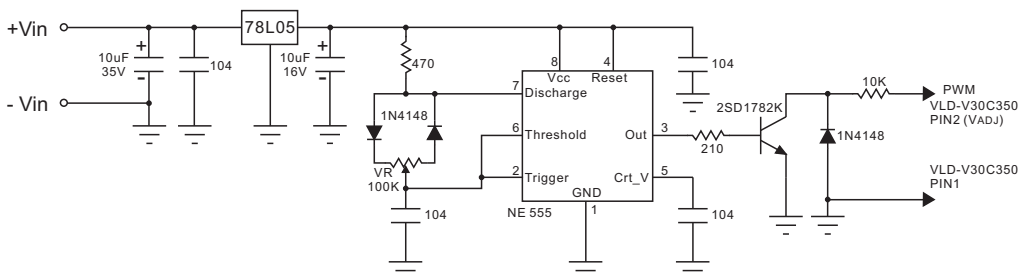 +Vin
- Vin
10uF
35V
+
-
104
78L05
10uF
16V
+
-
470
1N4148
VR
100K
104
8
Vcc
4
Reset
7
Discharge
6
Threshold
2
Trigger
GND
1
NE 555
Out
3
Crt_V
5
104
104
210
2SD1782K
1N4148
10K
PWM
VLD-V30C350
PIN2 (VADJ)
VLD-V30C350
PIN1